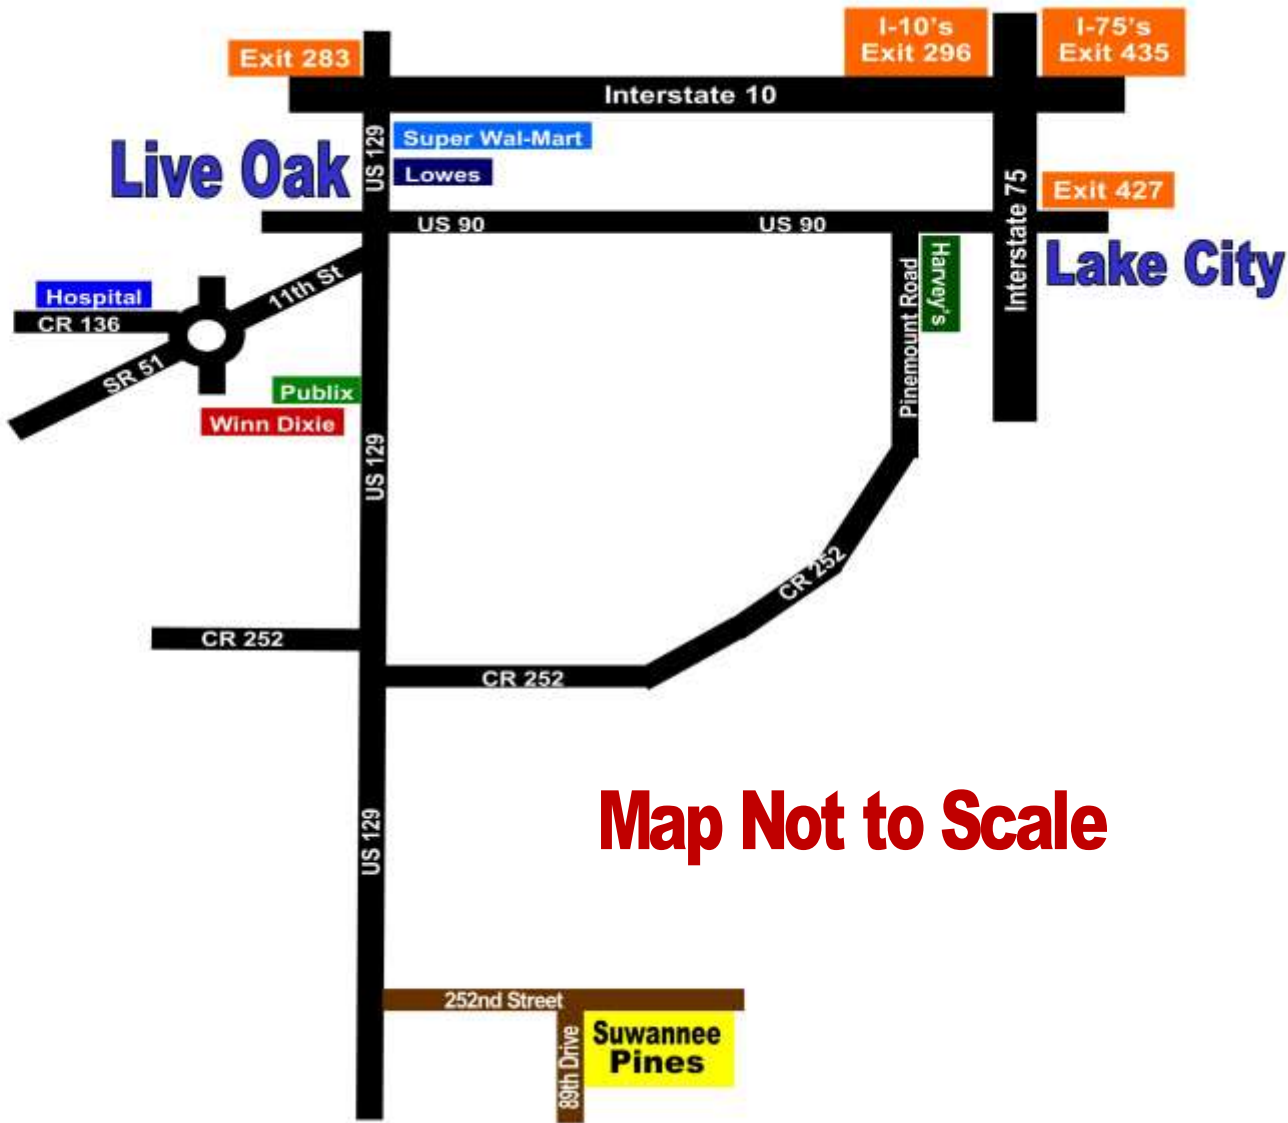 I-10's
Exit 296
I-75's
Exit 435
Exit 283
Interstate 10
US 129
Super Wal-Mart
Lowes
Live Oak
Interstate 75
Exit 427
US 90
US 90
Lake City
Harvey's
Pinemount Road
11th St
Hospital
CR 136
SR 51
Publix
Winn Dixie
US 129
CR 252
CR 252
CR 252
Map Not to Scale
US 129
252nd Street
89th Drive
Suwannee
Pines